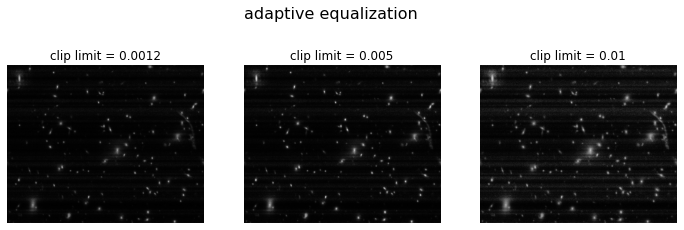 adaptive equalization
clip limit = 0.0012
clip limit = 0.005
clip limit = 0.01